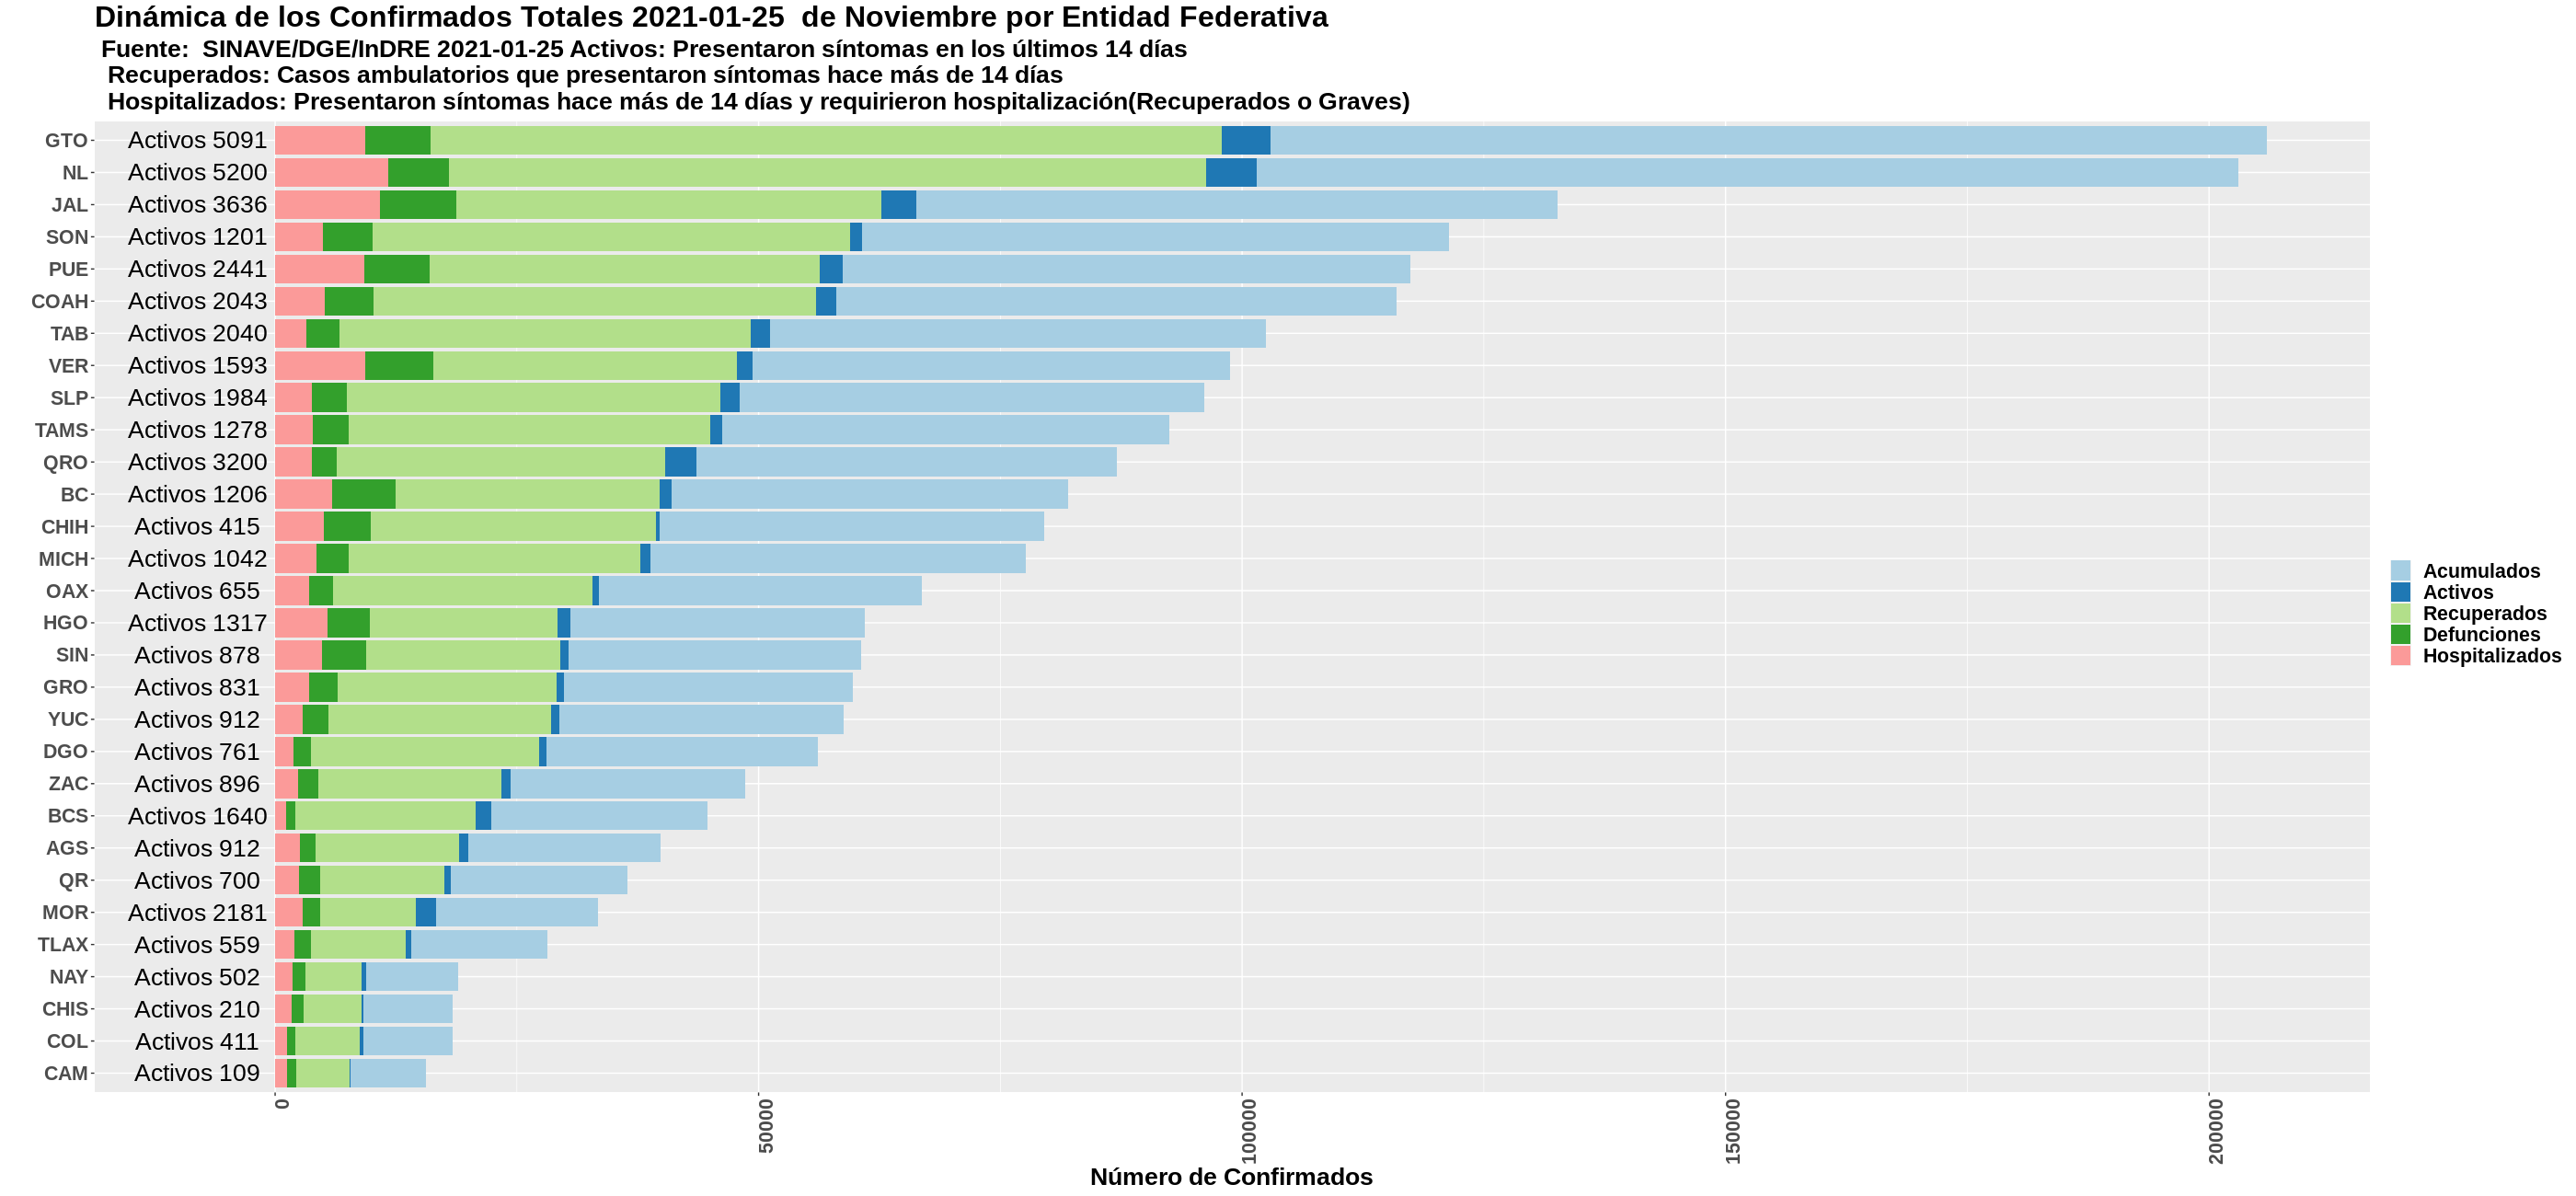 Dinámica de los Confirmados Totales 2021-01-25  de Noviembre por Entidad Federativa
Fuente:  SINAVE/DGE/InDRE 2021-01-25 Activos: Presentaron síntomas en los últimos 14 días
Recuperados: Casos ambulatorios que presentaron síntomas hace más de 14 días
Hospitalizados: Presentaron síntomas hace más de 14 días y requirieron hospitalización(Recuperados o Graves)
GTO Activos 5091
NL Activos 5200
JAL Activos 3636
SON Activos 1201
PUE Activos 2441
COAH Activos 2043
TAB Activos 2040
VER Activos 1593
SLP Activos 1984
TAMS Activos 1278
QRO Activos 3200
BC Activos 1206
CHIH Activos 415
MICH Activos 1042
OAX Activos 655
HGO Activos 1317
SIN Activos 878
GRO Activos 831
YUC Activos 912
DGO Activos 761
ZAC Activos 896
BCS Activos 1640
AGS Activos 912
QR Activos 700
MOR Activos 2181
TLAX Activos 559
NAY Activos 502
CHIS Activos 210
COL Activos 411
CAM Activos 109
0 50000 100000 150000 200000
Número de Confirmados
Acumulados
Activos
Recuperados
Defunciones
Hospitalizados